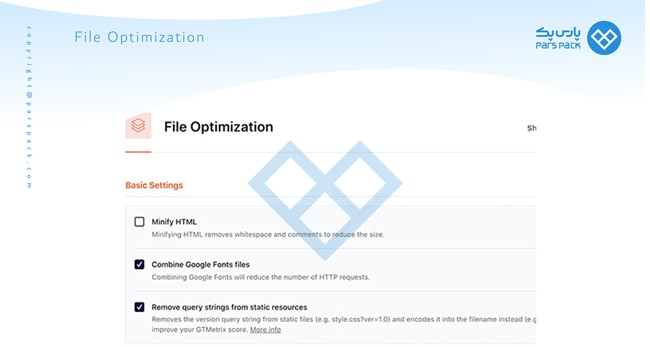 File Optimization
پارس پک
PARS PACK
copyright@parspack.com
File Optimization
Sh
Basic Settings
Minify HTML
Minifying HTML removes whitespace and comments to reduce the size.
Combine Google Fonts files
Combining Google Fonts will reduce the number of HTTP requests.
Remove query strings from static resources
Removes the version query string from static files (e.g. style.css?ver=1.0) and encodes it into the filename instead (e.g
improve your GTMetrix score. More info